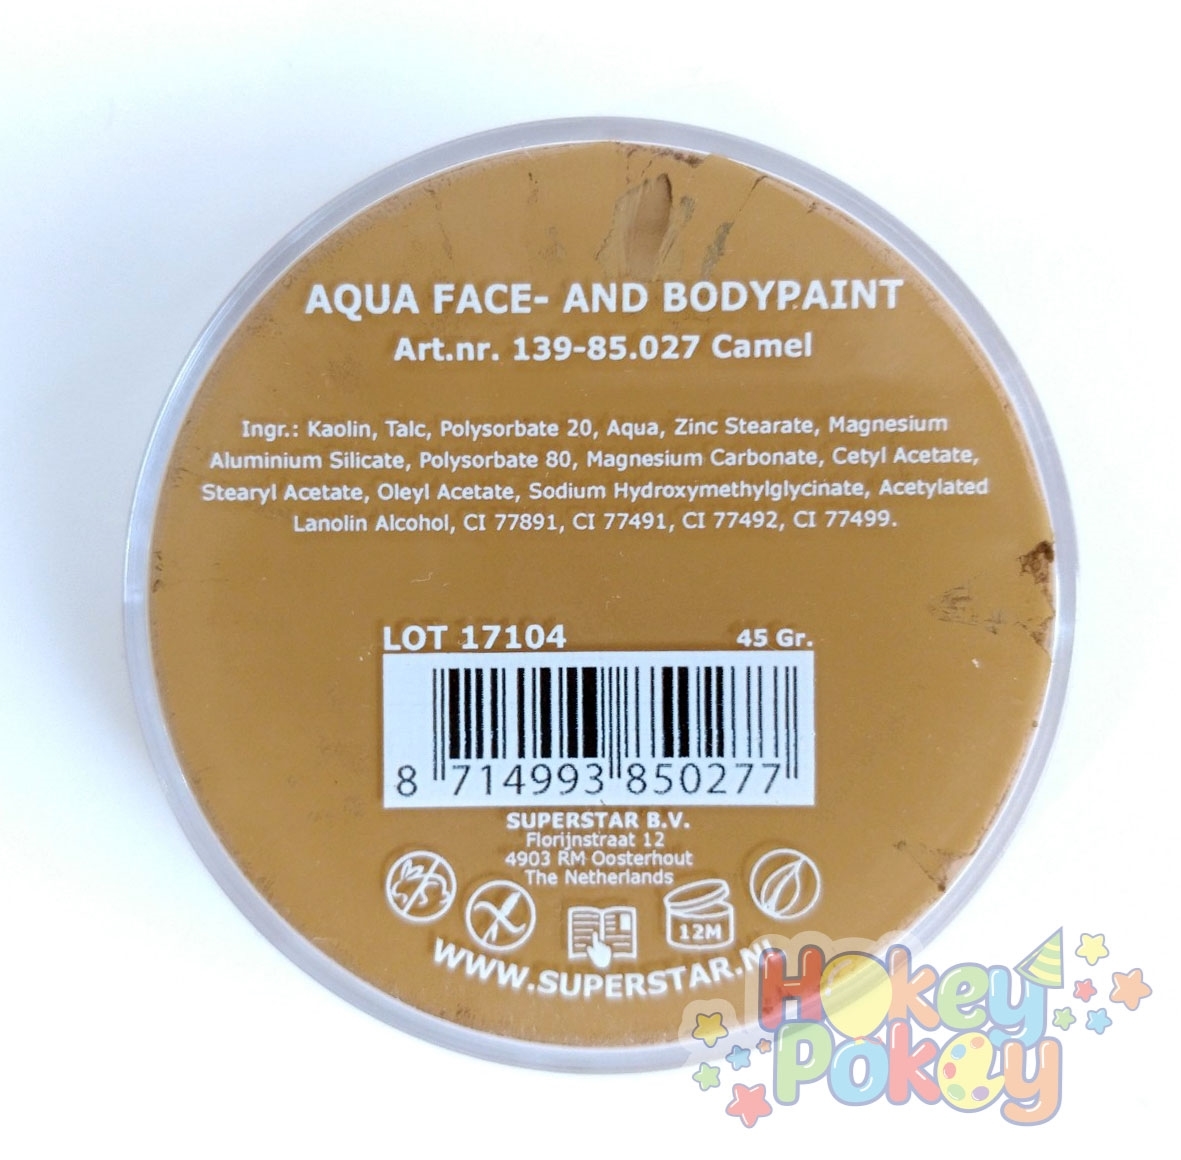 AQUA FACE- AND BODYPAINT
Art.nr. 139-85.027 Camel
Ingr.: Kaolin, Talc, Polysorbate 20, Aqua, Zinc Stearate, Magnesium
Aluminium Silicate, Polysorbate 80, Magnesium Carbonate, Cetyl Acetate,
Stearyl Acetate, Oleyl Acetate, Sodium Hydroxymethylglycinate, Acetylated
Lanolin Alcohol, CI 77891, CI 77491, CI 77492, CI 77499.
LOT 17104 45 Gr.
8 714993 850277
SUPERSTAR B.V.
Florijnstraat 12
4903 RM Oosterhout
The Netherlands
12M
WWW.SUPERSTAR.NL
Hokey
Pokey